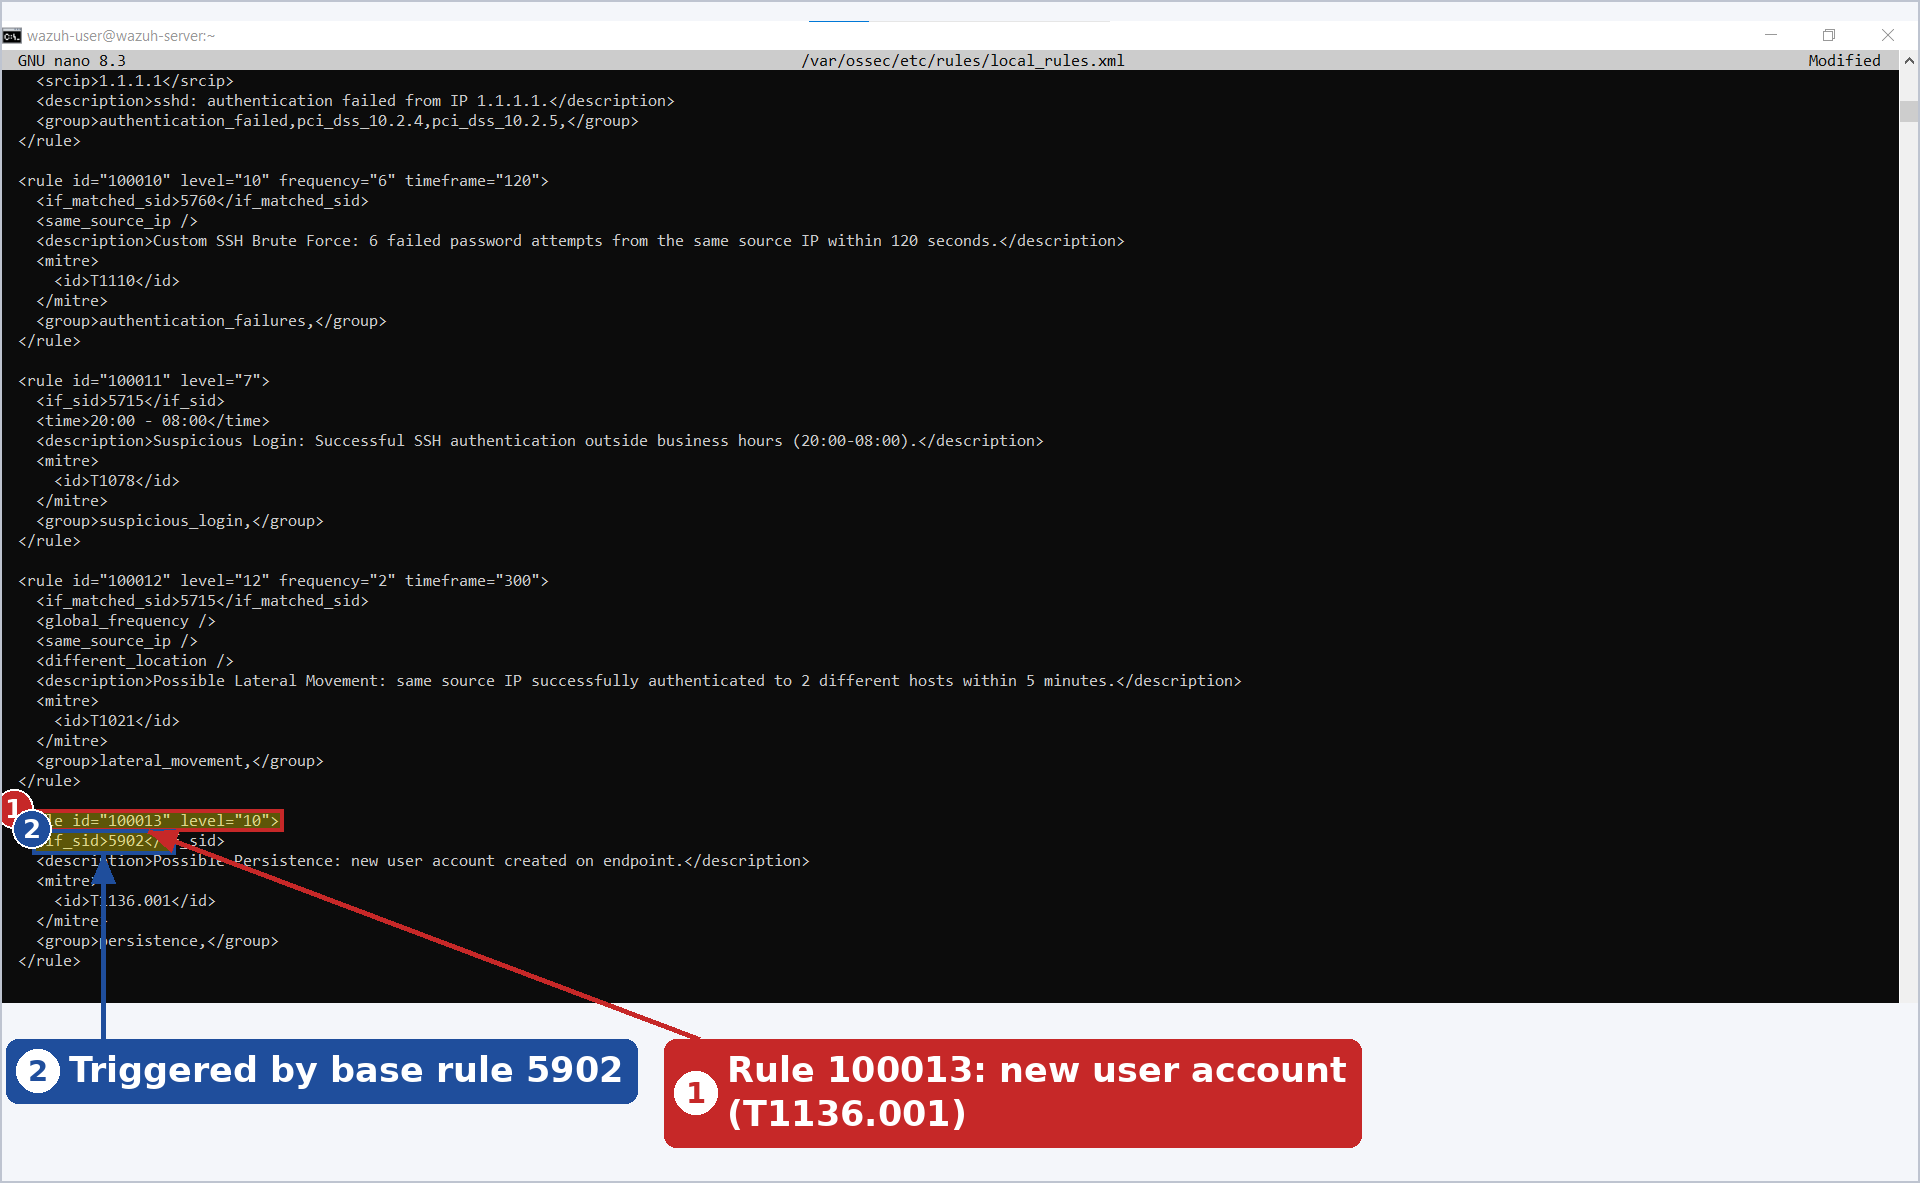 wazuh-user@wazuh-server:~
GNU nano 8.3 /var/ossec/etc/rules/local_rules.xml Modified
<srcip>1.1.1.1</srcip>
<description>sshd: authentication failed from IP 1.1.1.1.</description>
<group>authentication_failed,pci_dss_10.2.4,pci_dss_10.2.5,</group>
</rule>
<rule id="100010" level="10" frequency="6" timeframe="120">
<if_matched_sid>5760</if_matched_sid>
<same_source_ip />
<description>Custom SSH Brute Force: 6 failed password attempts from the same source IP within 120 seconds.</description>
<mitre>
<id>T1110</id>
</mitre>
<group>authentication_failures,</group>
</rule>
<rule id="100011" level="7">
<if_sid>5715</if_sid>
<time>20:00 - 08:00</time>
<description>Suspicious Login: Successful SSH authentication outside business hours (20:00-08:00).</description>
<mitre>
<id>T1078</id>
</mitre>
<group>suspicious_login,</group>
</rule>
<rule id="100012" level="12" frequency="2" timeframe="300">
<if_matched_sid>5715</if_matched_sid>
<global_frequency />
<same_source_ip />
<different_location />
<description>Possible Lateral Movement: same source IP successfully authenticated to 2 different hosts within 5 minutes.</description>
<mitre>
<id>T1021</id>
</mitre>
<group>lateral_movement,</group>
</rule>
1
le id="100013" level="10">
2
if_sid>5902</if_sid>
<description>Possible Persistence: new user account created on endpoint.</description>
<mitre>
<id>T1136.001</id>
</mitre>
<group>persistence,</group>
</rule>
2 Triggered by base rule 5902
1 Rule 100013: new user account
(T1136.001)